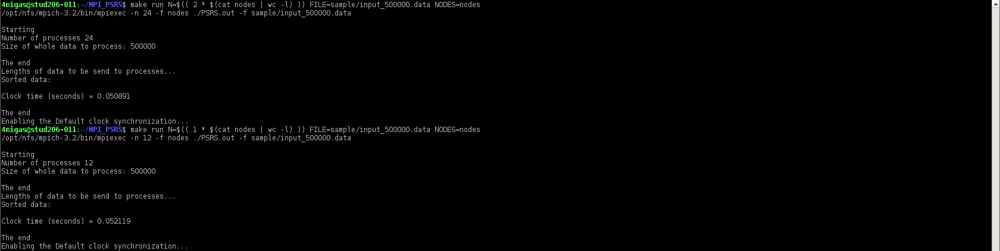 4migas@stud206-011:~/MPI_PSRS$ make run N=$(( 2 * $(cat nodes | wc -l) )) FILE=sample/input_500000.data NODES=nodes
/opt/nfs/mpich-3.2/bin/mpiexec -n 24 -f nodes ./PSRS.out -f sample/input_500000.data
Starting
Number of processes 24
Size of whole data to process: 500000
The end
Lengths of data to be send to processes...
Sorted data:
Clock time (seconds) = 0.050891
The end
Enabling the Default clock synchronization...
4migas@stud206-011:~/MPI_PSRS$ make run N=$(( 1 * $(cat nodes | wc -l) )) FILE=sample/input_500000.data NODES=nodes
/opt/nfs/mpich-3.2/bin/mpiexec -n 12 -f nodes ./PSRS.out -f sample/input_500000.data
Starting
Number of processes 12
Size of whole data to process: 500000
The end
Lengths of data to be send to processes...
Sorted data:
Clock time (seconds) = 0.052119
The end
Enabling the Default clock synchronization...